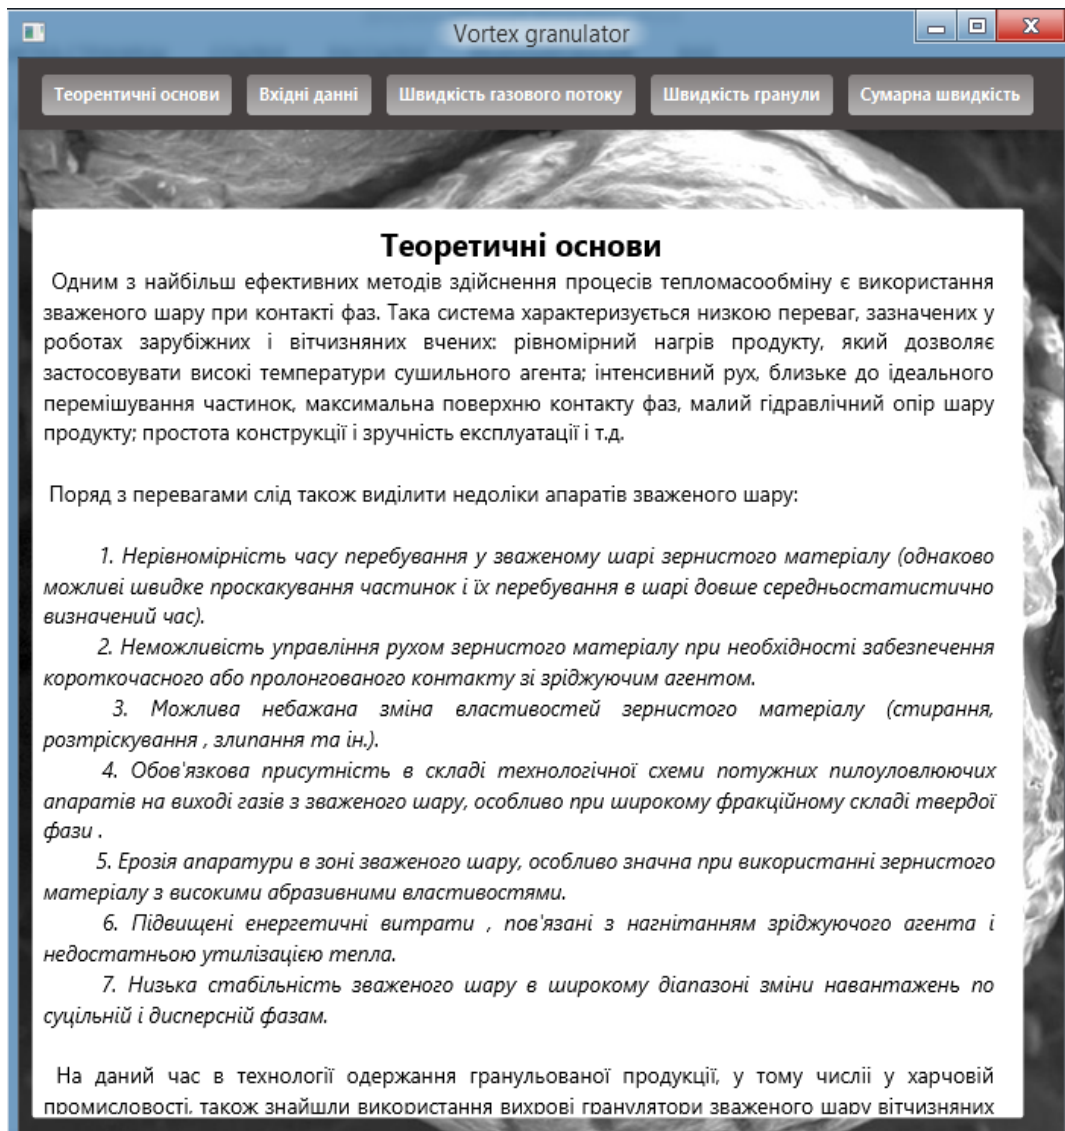 Vortex granulator
Теорентичні основи Вхідні данні Швидкість газового потоку Швидкість гранули Сумарна швидкість
Теоретичні основи
Одним з найбільш ефективних методів здійснення процесів тепломасообміну є використання
зваженого шару при контакті фаз. Така система характеризується низкою переваг, зазначених у
роботах зарубіжних і вітчизняних вчених: рівномірний нагрів продукту, який дозволяє
застосовувати високі температури сушильного агента; інтенсивний рух, близьке до ідеального
перемішування частинок, максимальна поверхню контакту фаз, малий гідравлічний опір шару
продукту; простота конструкції і зручність експлуатації і т.д.
Поряд з перевагами слід також виділити недоліки апаратів зваженого шару:
1. Нерівномірність часу перебування у зваженому шарі зернистого матеріалу (однаково
можливі швидке проскакування частинок і їх перебування в шарі довше середньостатистично
визначений час).
2. Неможливість управління рухом зернистого матеріалу при необхідності забезпечення
короткочасного або пролонгованого контакту зі зріджуючим агентом.
3. Можлива небажана зміна властивостей зернистого матеріалу (стирання,
розтріскування , злипання та ін.).
4. Обов'язкова присутність в складі технологічної схеми потужних пилоуловлюючих
апаратів на виході газів з зваженого шару, особливо при широкому фракційному складі твердої
фази .
5. Ерозія апаратури в зоні зваженого шару, особливо значна при використанні зернистого
матеріалу з високими абразивними властивостями.
6. Підвищені енергетичні витрати , пов'язані з нагнітанням зріджуючого агента і
недостатньою утилізацією тепла.
7. Низька стабільність зваженого шару в широкому діапазоні зміни навантажень по
суцільній і дисперсній фазам.
На даний час в технології одержання гранульованої продукції, у тому числіі у харчовій
промисловості, також знайшли використання вихрові гранулятори зваженого шару вітчизняних